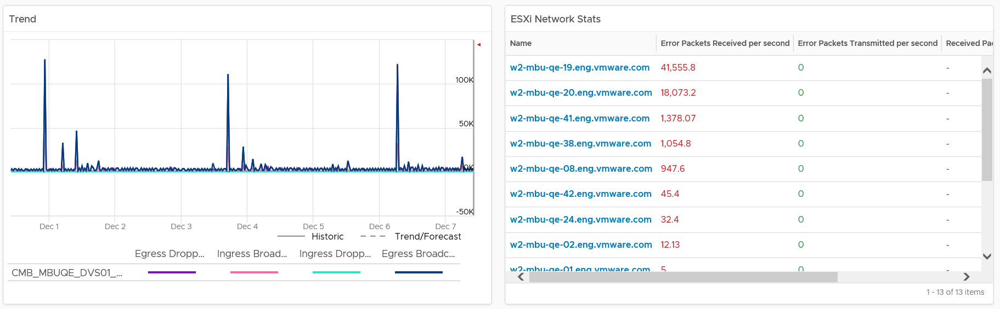 Trend
100K
50K
0K
-50K
Dec 1 Dec 2 Dec 3 Dec 4 Dec 5 Dec 6 Dec 7
Historic Trend/Forecast
Egress Dropp... Ingress Broad... Ingress Dropp... Egress Broadc...
CMB_MBUQE_DVS01_...
ESXi Network Stats
Name Error Packets Received per second Error Packets Transmitted per second Received Pac
w2-mbu-qe-19.eng.vmware.com 41,555.8 0 -
w2-mbu-qe-20.eng.vmware.com 18,073.2 0 -
w2-mbu-qe-41.eng.vmware.com 1,378.07 0 -
w2-mbu-qe-38.eng.vmware.com 1,054.8 0 -
w2-mbu-qe-08.eng.vmware.com 947.6 0 -
w2-mbu-qe-42.eng.vmware.com 45.4 0 -
w2-mbu-qe-24.eng.vmware.com 32.4 0 -
w2-mbu-qe-02.eng.vmware.com 12.13 0 -
w2-mbu-qe-01.eng.vmware.com 5 0 -
1 - 13 of 13 items